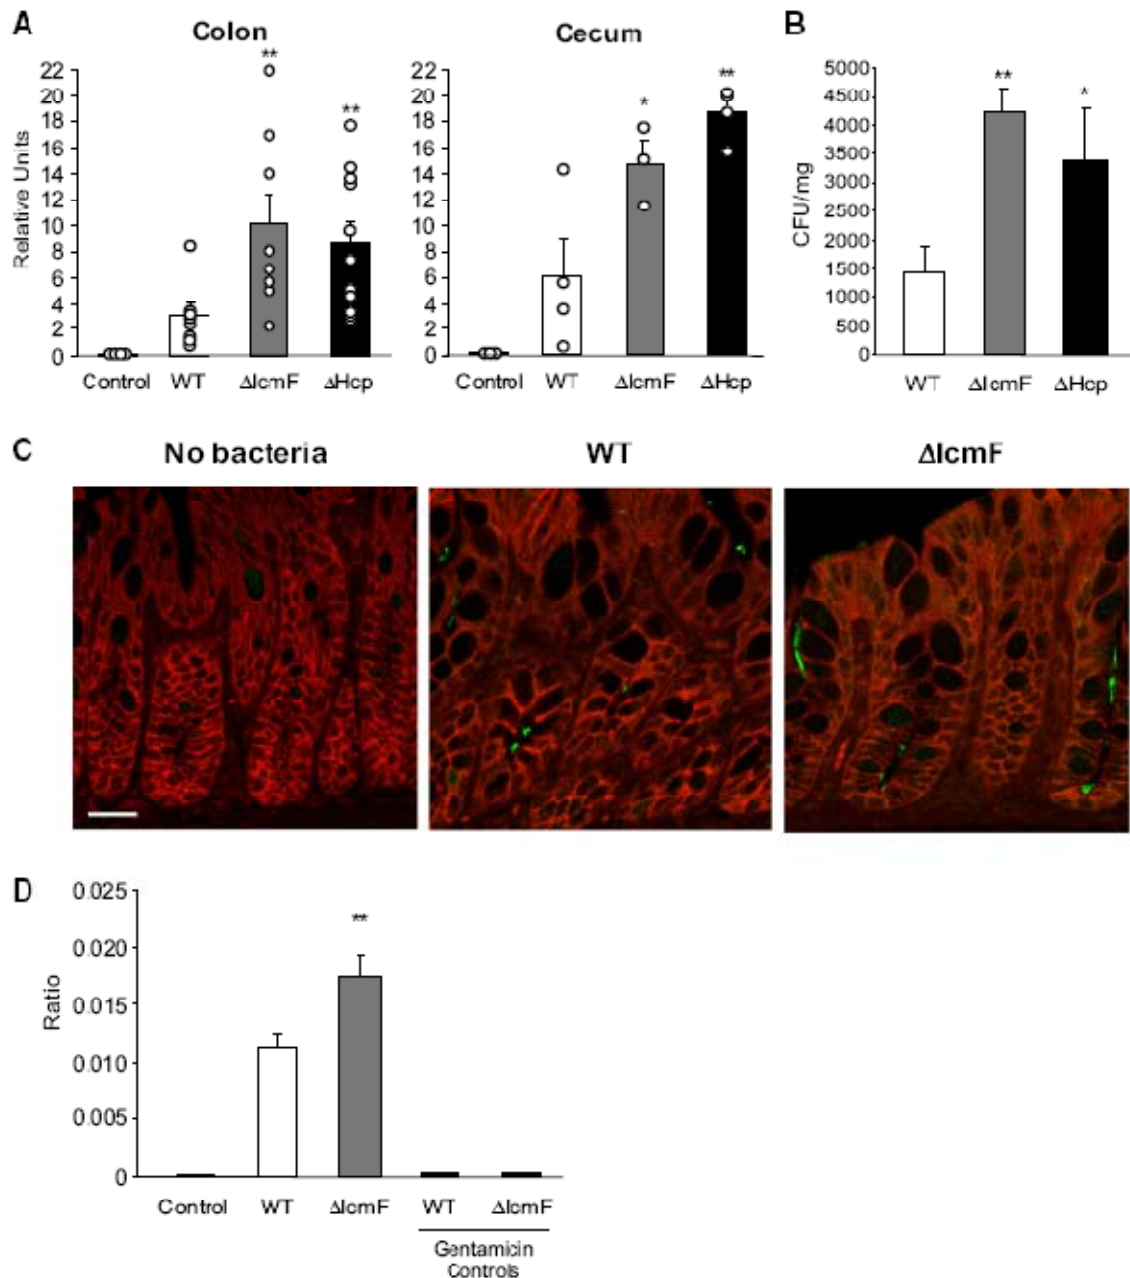 A
Colon
Cecum
B
**
**
*
**
**
*
Relative Units
22
20
18
16
14
12
10
8
6
4
2
0
Control WT ΔIcmF ΔHcp
22
20
18
16
14
12
10
8
6
4
2
0
Control WT ΔIcmF ΔHcp
CFU/mg
5000
4500
4000
3500
3000
2500
2000
1500
1000
500
0
WT ΔIcmF ΔHcp
C
No bacteria
WT
ΔIcmF
D
**
Ratio
0.025
0.020
0.015
0.010
0.005
0
Control WT ΔIcmF WT ΔIcmF
Gentamicin
Controls